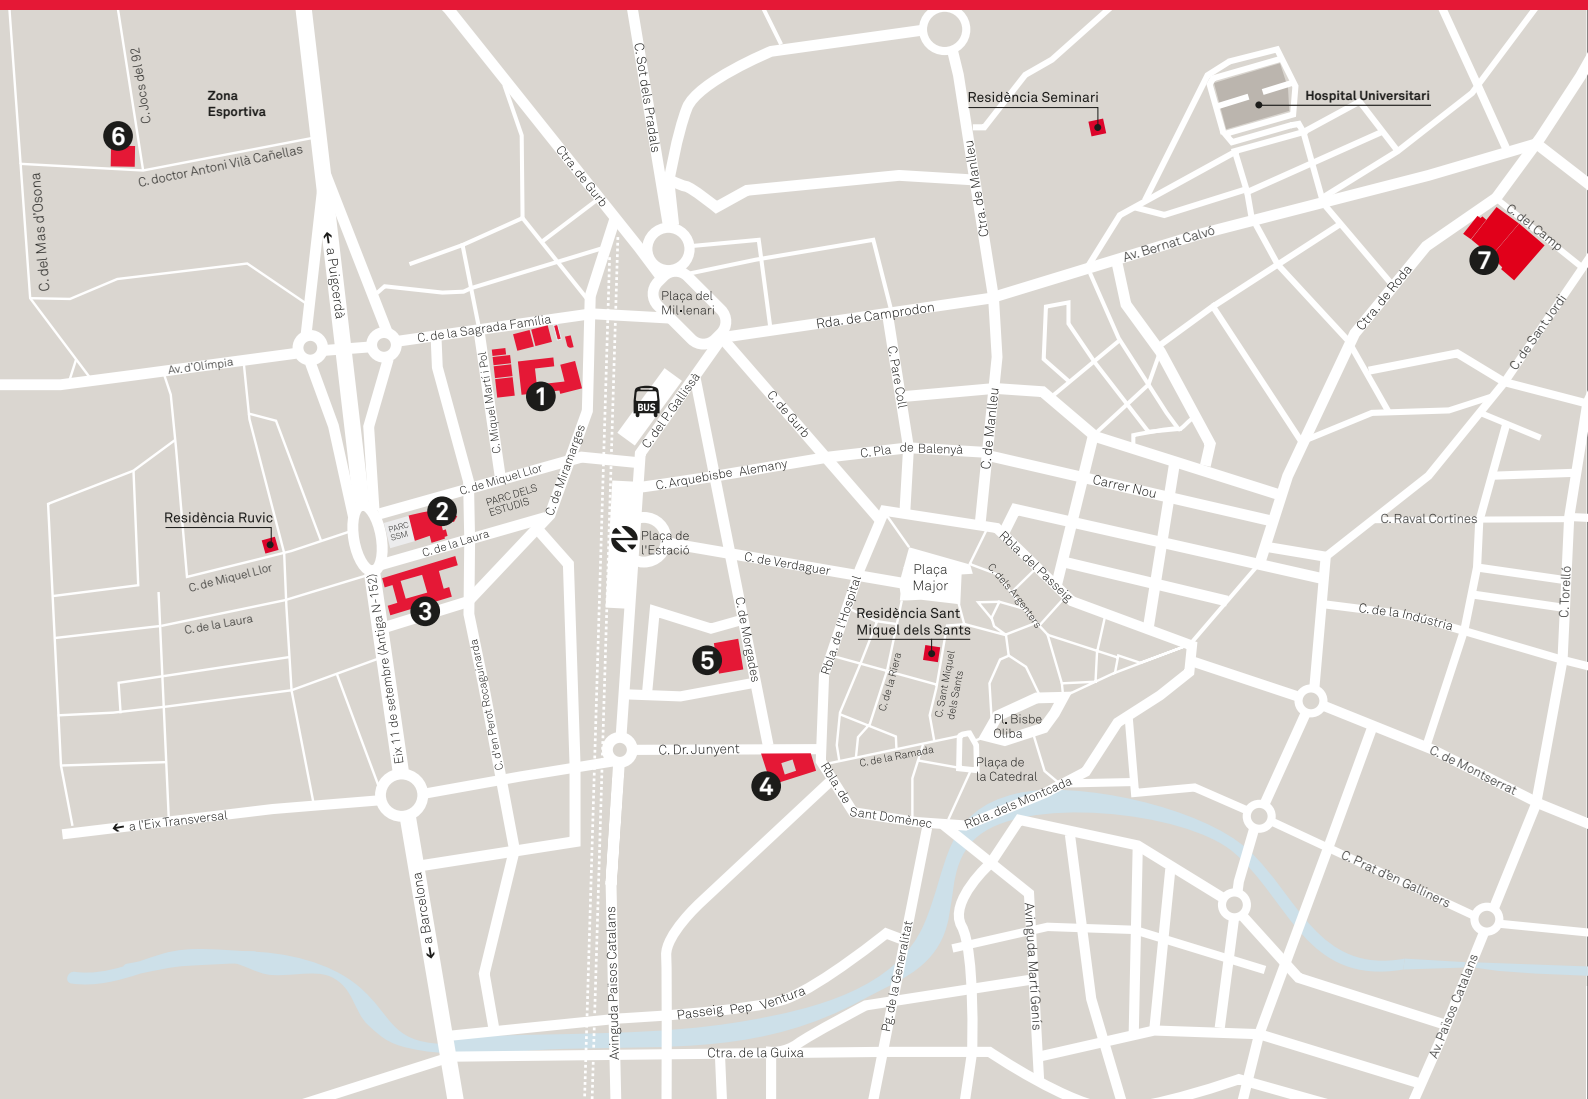 C. Jocs del 92
Zona
Esportiva
6
C. doctor Antoni Vilà Cañellas
C. del Mas d'Osona
C. Sot dels Pradals
Ctra. de Gurb
Residència Seminari
Hospital Universitari
Ctra. de Manlleu
C. del Camp
7
Av. Bernat Calvó
Ctra. de Roda
C. de Sant Jordi
a Puigcerdà
Plaça del
Mil·lenari
C. de la Sagrada Família
Rda. de Camprodon
Av. d'Olímpia
C. Miquel Martí i Pol
1
BUS
C. del P. Gallissà
C. de Gurb
C. Pare Coll
C. de Manlleu
C. de Miramarges
C. Pla de Balenyà
C. Arquebisbe Alemany
C. de Miquel Llor
PARC DELS
ESTUDIS
Carrer Nou
2
Residència Ruvic
PARC
SSM
C. de la Laura
C. Raval Cortines
Plaça de
l'Estació
C. de Verdaguer
Rbla. del Passeig
Plaça
Major
C. dels Argenters
C. de Miquel Llor
3
C. Torelló
C. de la Laura
C. de Morgades
Rbla. de l'Hospital
Residència Sant
Miquel dels Sants
C. de la Indústria
Eix 11 de setembre (Antiga N-152)
C. d'en Perot Rocaguinarda
5
C. de la Riera
C. Sant Miquel
dels Sants
Pl. Bisbe
Oliba
C. Dr. Junyent
C. de la Ramada
Plaça de
la Catedral
C. de Montserrat
4
Rbla. de Sant Domènec
Rbla. dels Montcada
a l'Eix Transversal
C. Prat d'en Galliners
a Barcelona
Avinguda Països Catalans
Pg. de la Generalitat
Avinguda Martí Genís
Av. Països Catalans
Passeig Pep Ventura
Ctra. de la Guixa